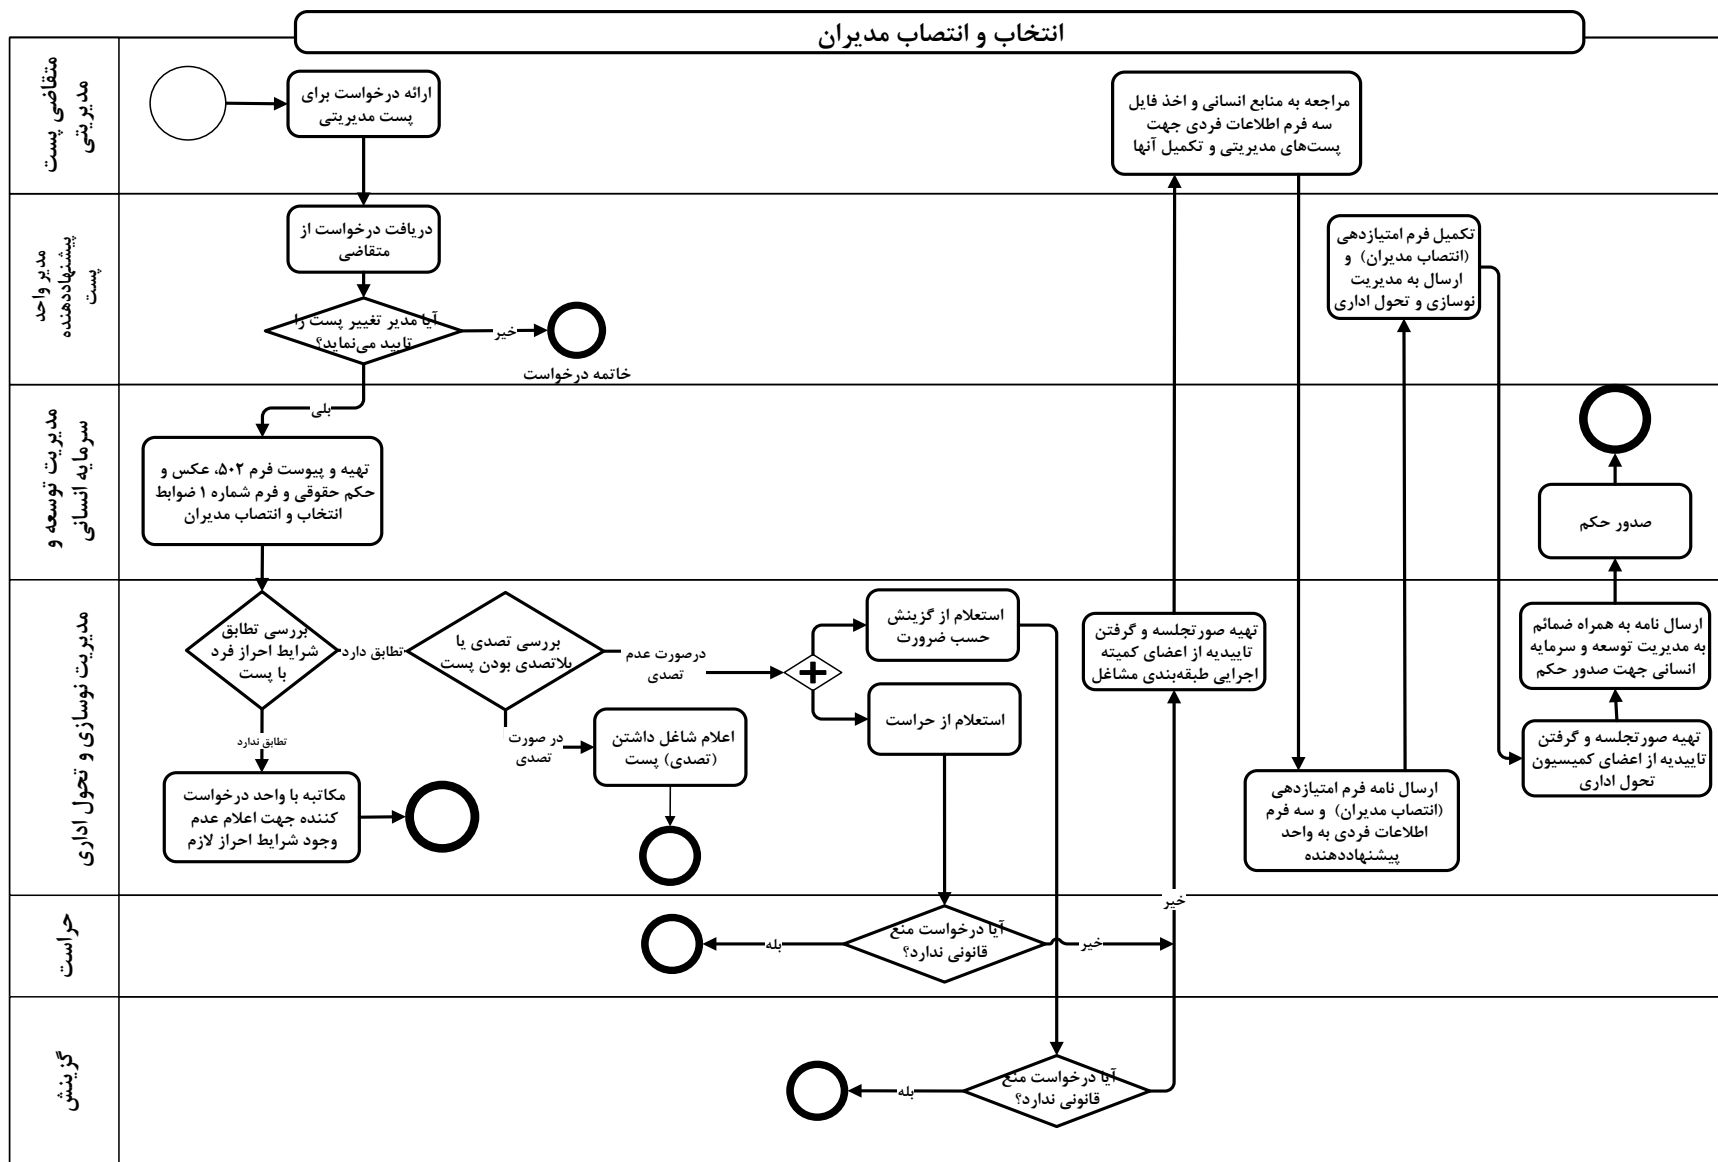 انتخاب و انتصاب مدیران
متقاضی پست
مدیریتی
ارائه درخواست برای
پست مدیریتی
مراجعه به منابع انسانی و اخذ فایل
سه فرم اطلاعات فردی جهت
پست‌های مدیریتی و تکمیل آنها
مدیر واحد
پیشنهاددهنده
پست
دریافت درخواست از
متقاضی
آیا مدیر تغییر پست را
تایید می‌نماید؟
خیر
خاتمه درخواست
تکمیل فرم امتیازدهی
(انتصاب مدیران) و
ارسال به مدیریت
نوسازی و تحول اداری
مدیریت توسعه و
سرمایه انسانی
بلی
تهیه و پیوست فرم ۵۰۲، عکس و
حکم حقوقی و فرم شماره ۱ ضوابط
انتخاب و انتصاب مدیران
صدور حکم
مدیریت نوسازی و تحول اداری
بررسی تطابق
شرایط احراز فرد
با پست
تطابق دارد
بررسی تصدی یا
بلاتصدی بودن پست
درصورت عدم
تصدی
استعلام از گزینش
حسب ضرورت
استعلام از حراست
تطابق ندارد
در صورت
تصدی
اعلام شاغل داشتن
(تصدی) پست
مکاتبه با واحد درخواست
کننده جهت اعلام عدم
وجود شرایط احراز لازم
تهیه صورتجلسه و گرفتن
تاییدیه از اعضای کمیته
اجرایی طبقه‌بندی مشاغل
ارسال نامه فرم امتیازدهی
(انتصاب مدیران) و سه فرم
اطلاعات فردی به واحد
پیشنهاددهنده
ارسال نامه به همراه ضمائم
به مدیریت توسعه و سرمایه
انسانی جهت صدور حکم
تهیه صورتجلسه و گرفتن
تاییدیه از اعضای کمیسیون
تحول اداری
حراست
آیا درخواست منع
قانونی ندارد؟
بله
خیر
خیر
گزینش
آیا درخواست منع
قانونی ندارد؟
بله